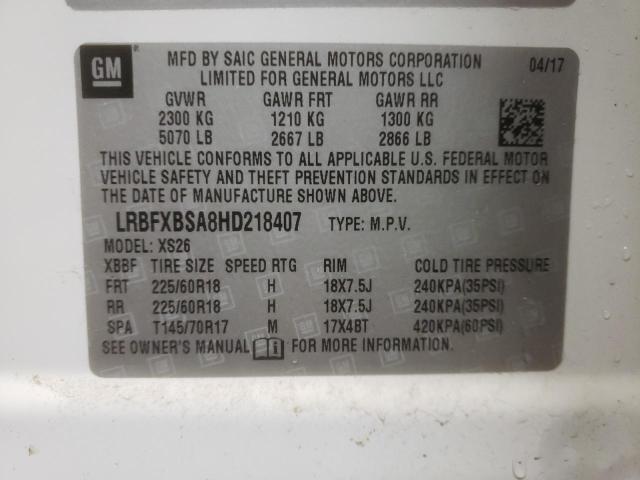 GM
MFD BY SAIC GENERAL MOTORS CORPORATION 04/17
LIMITED FOR GENERAL MOTORS LLC
GVWR GAWR FRT GAWR RR
2300 KG 1210 KG 1300 KG
5070 LB 2667 LB 2866 LB
THIS VEHICLE CONFORMS TO ALL APPLICABLE U.S. FEDERAL MOTOR
VEHICLE SAFETY AND THEFT PREVENTION STANDARDS IN EFFECT ON
THE DATE OF MANUFACTURE SHOWN ABOVE.
LRBFXBSA8HD218407 TYPE: M.P.V.
MODEL: XS26
XBBF TIRE SIZE SPEED RTG RIM COLD TIRE PRESSURE
FRT 225/60R18 H 18X7.5J 240KPA(35PSI)
RR 225/60R18 H 18X7.5J 240KPA(35PSI)
SPA T145/70R17 M 17X4BT 420KPA(60PSI)
SEE OWNER'S MANUAL FOR MORE INFORMATION.